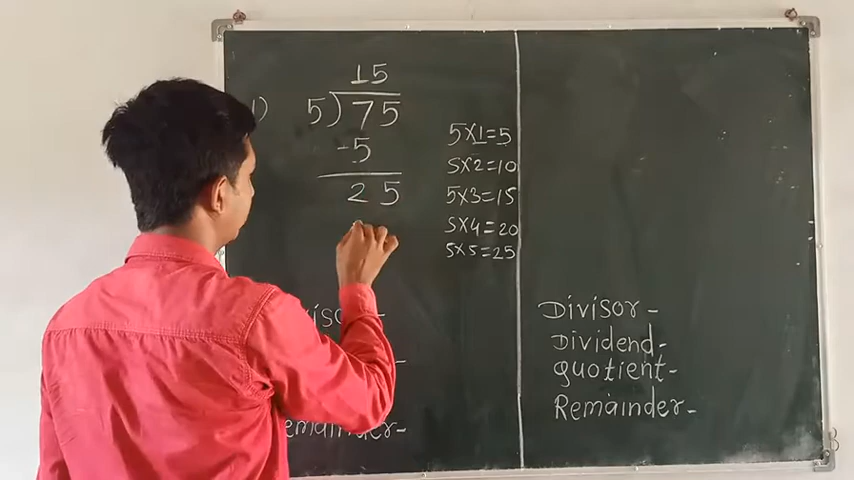 15
1) 5)75
-5
25
5X1=5
5X2=10
5X3=15
5X4=20
5X5=25
Remainder-
Divisor-
Dividend-
quotient-
Remainder-